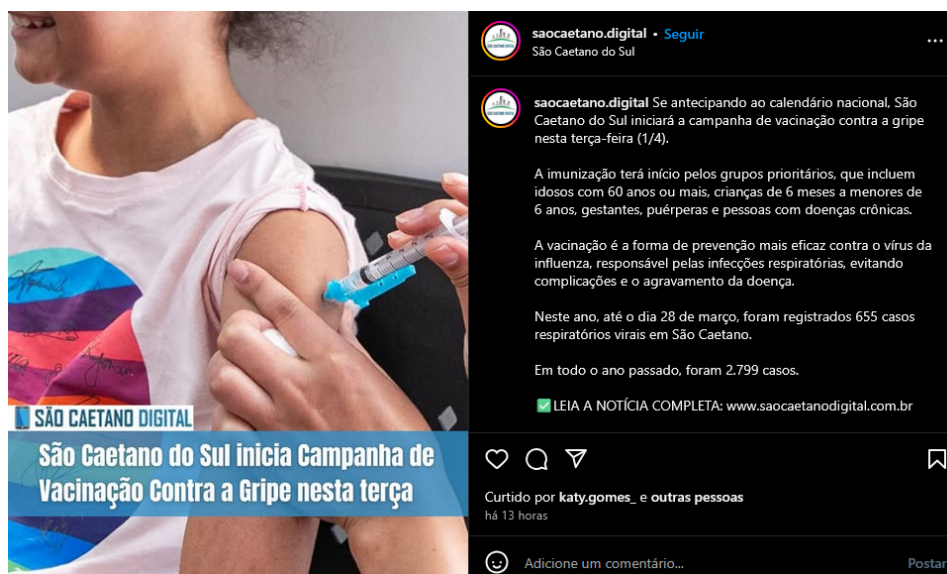 SÃO CAETANO DIGITAL
São Caetano do Sul inicia Campanha de
Vacinação Contra a Gripe nesta terça
saocaetano.digital • Seguir
São Caetano do Sul
saocaetano.digital Se antecipando ao calendário nacional, São
Caetano do Sul iniciará a campanha de vacinação contra a gripe
nesta terça-feira (1/4).
A imunização terá início pelos grupos prioritários, que incluem
idosos com 60 anos ou mais, crianças de 6 meses a menores de
6 anos, gestantes, puérperas e pessoas com doenças crônicas.
A vacinação é a forma de prevenção mais eficaz contra o vírus da
influenza, responsável pelas infecções respiratórias, evitando
complicações e o agravamento da doença.
Neste ano, até o dia 28 de março, foram registrados 655 casos
respiratórios virais em São Caetano.
Em todo o ano passado, foram 2.799 casos.
✅LEIA A NOTÍCIA COMPLETA: www.saocaetanodigital.com.br
Curtido por katy.gomes_ e outras pessoas
há 13 horas
Adicione um comentário... Postar